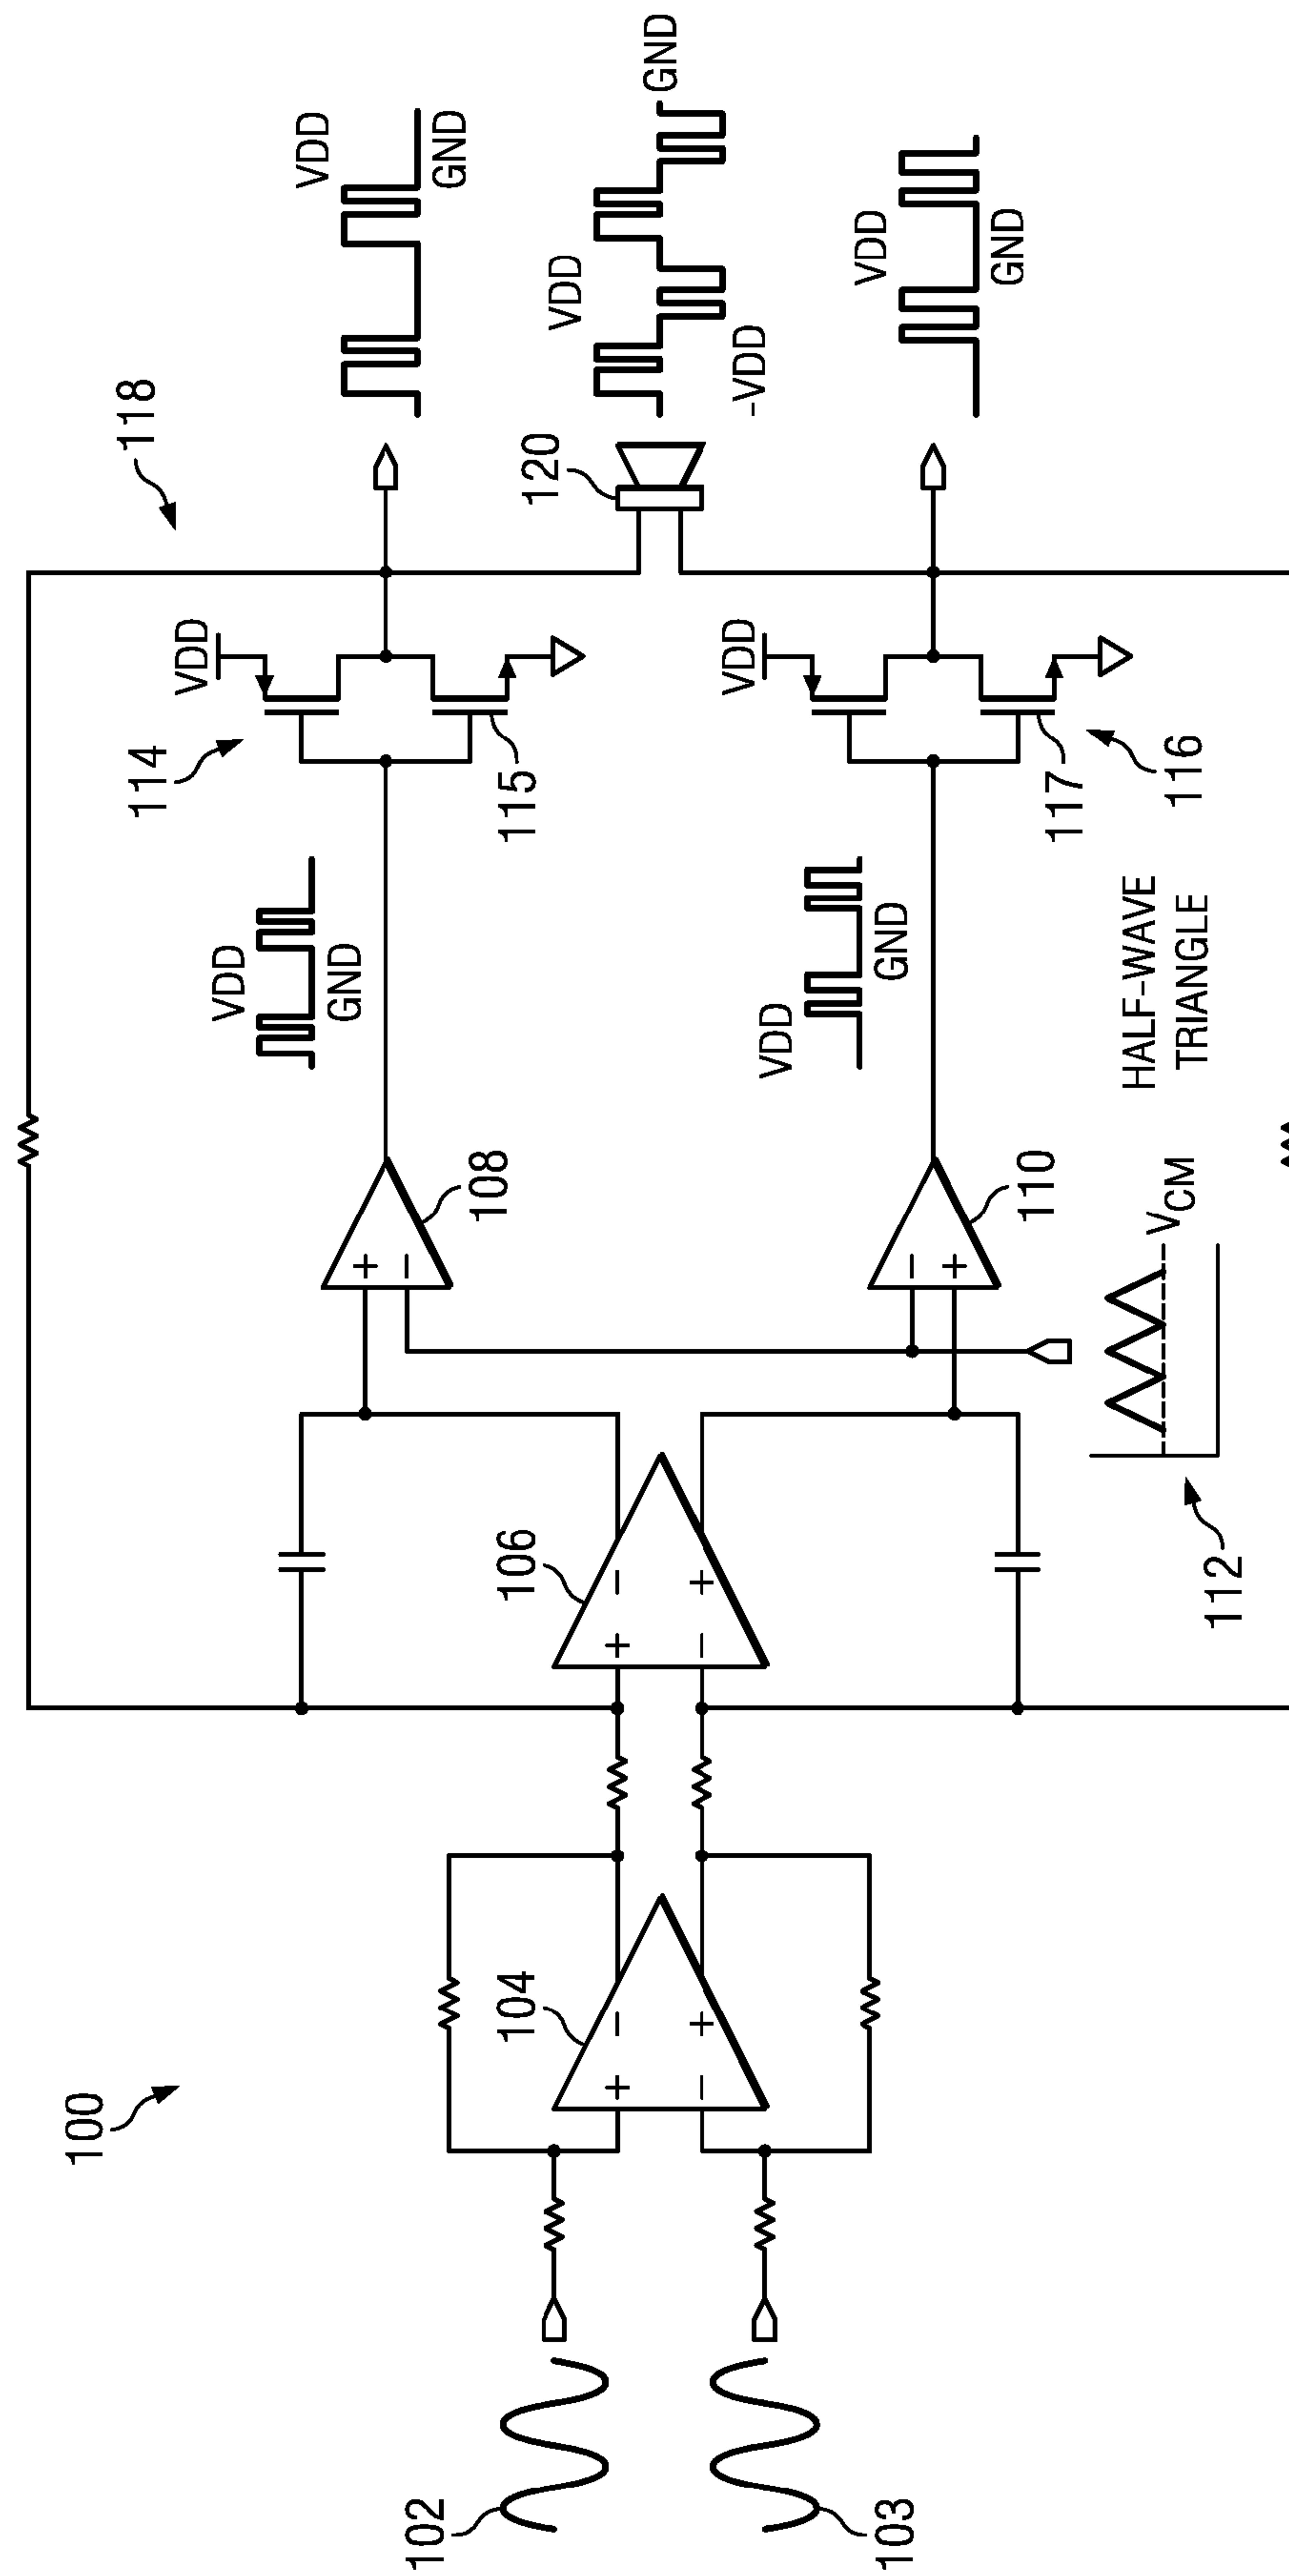 100
102
103
104
106
108
110
112
V_CM
HALF-WAVE
TRIANGLE
VDD
GND
VDD
GND
114
VDD
115
VDD
116
117
118
120
VDD
GND
VDD
-VDD
GND
VDD
GND
+
-
-
+
+
-
-
+
+
-
-
+